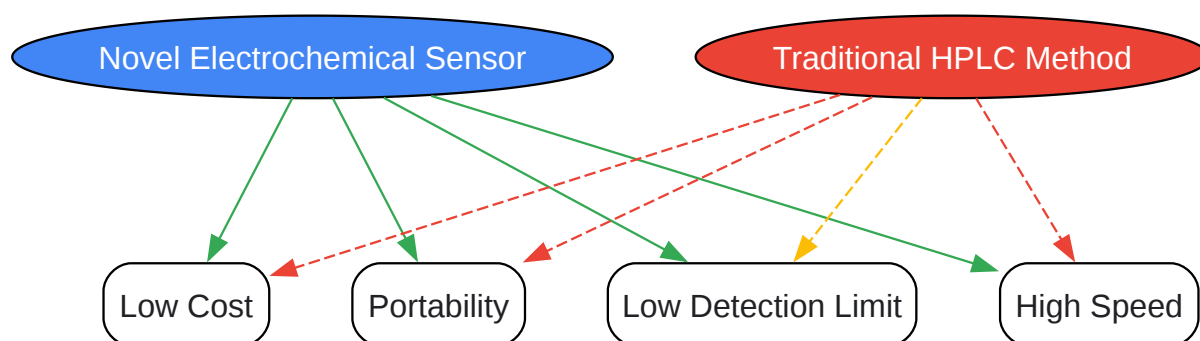 Novel Electrochemical Sensor
Traditional HPLC Method
Low Cost
Portability
Low Detection Limit
High Speed